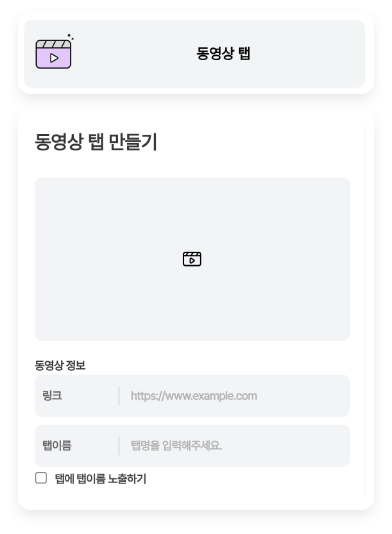 동영상 탭
동영상 탭 만들기
동영상 정보
링크 https://www.example.com
탭이름 탭명을 입력해주세요.
탭에 탭이름 노출하기